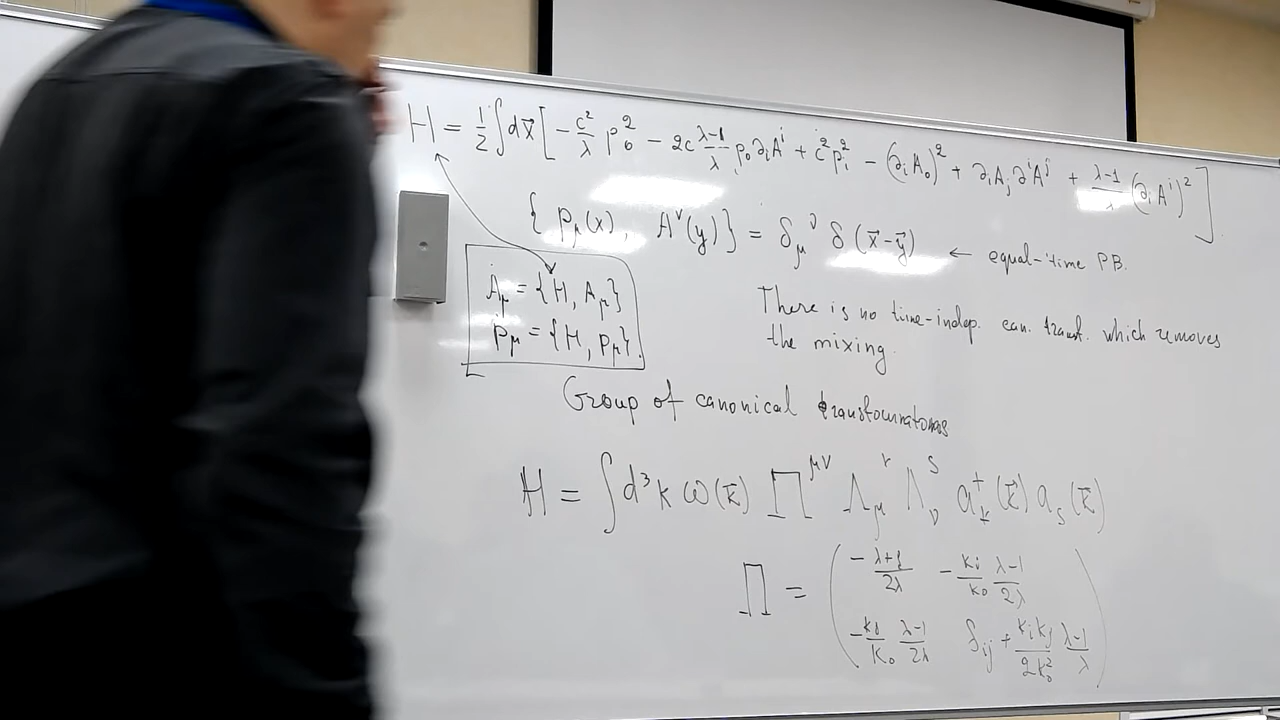 H = 1/2 ∫dx⃗ [ - c²/λ p₀² - 2c (λ-1)/λ p₀∂ᵢAⁱ + c²pᵢ² - (∂ᵢA₀)² + ∂ᵢAⱼ∂ⁱAʲ + (λ-1)/λ (∂ᵢAⁱ)² ]
{ p_μ(x), A^ν(y) } = δ_μ^ν δ(x⃗-y⃗) ← equal-time PB.
Ȧ_μ = {H, A_μ}
ṗ_μ = {H, p_μ}.
There is no time-indep. can. transf. which removes
the mixing.
Group of canonical transformations
H = ∫d³k ω(k⃗) Π^{μν} Λ_μ^r Λ_ν^s a_r^+(k⃗) a_s(k⃗)
Π = ( - (λ+1)/2λ   - kᵢ/k₀ (λ-1)/2λ
- kⱼ/k₀ (λ-1)/2λ   δᵢⱼ + kᵢkⱼ/2k₀² (λ-1)/λ )